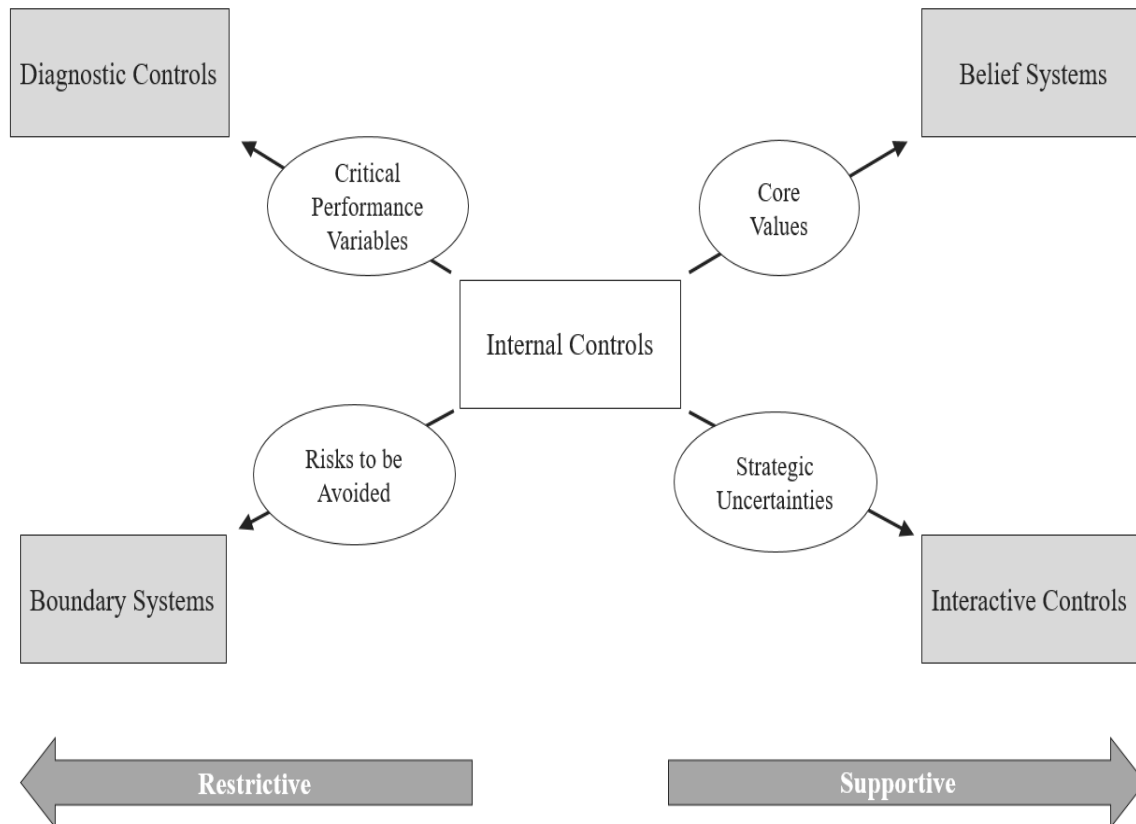 Diagnostic Controls
Belief Systems
Critical
Performance
Variables
Core
Values
Internal Controls
Risks to be
Avoided
Strategic
Uncertainties
Boundary Systems
Interactive Controls
Restrictive
Supportive